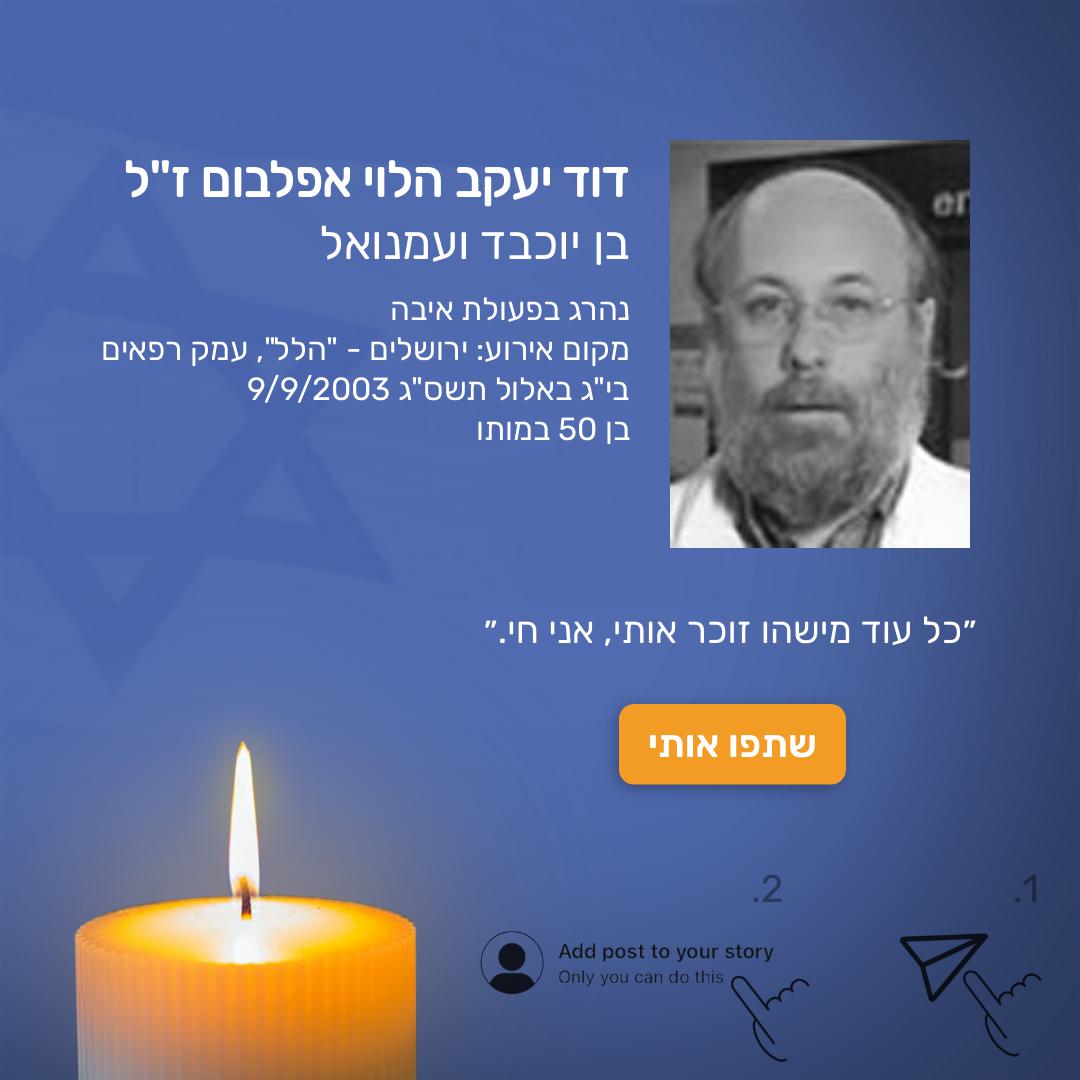 דוד יעקב הלוי אפלבום ז"ל
בן יוכבד ועמנואל
נהרג בפעולת איבה
מקום אירוע: ירושלים - "הלל", עמק רפאים
בי"ג באלול תשס"ג 9/9/2003
בן 50 במותו
en
״כל עוד מישהו זוכר אותי, אני חי.״
שתפו אותי
1.
2.
Add post to your story
Only you can do this